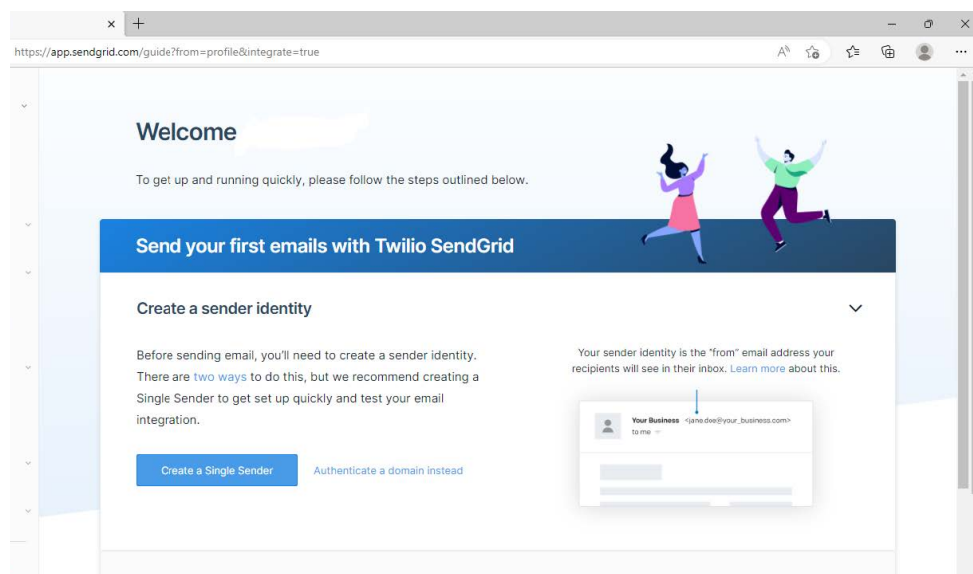 https://app.sendgrid.com/guide?from=profile&integrate=true
Welcome
To get up and running quickly, please follow the steps outlined below.
Send your first emails with Twilio SendGrid
Create a sender identity
Before sending email, you'll need to create a sender identity.
There are two ways to do this, but we recommend creating a
Single Sender to get set up quickly and test your email
integration.
Create a Single Sender
Authenticate a domain instead
Your sender identity is the "from" email address your
recipients will see in their inbox. Learn more about this.
Your Business <jane.doe@your_business.com>
to me